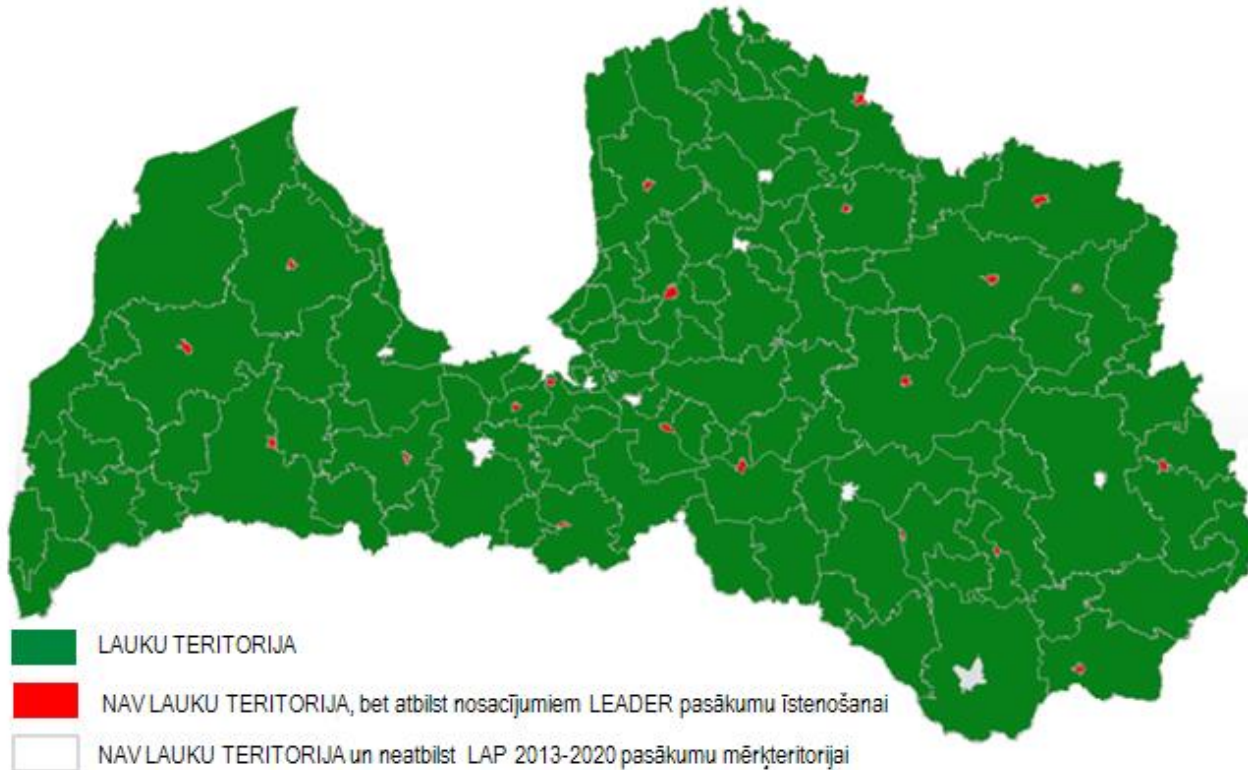 LAUKU TERITORIJA
NAV LAUKU TERITORIJA, bet atbilst nosacījumiem LEADER pasākumu īstenošanai
NAV LAUKU TERITORIJA un neatbilst LAP 2013-2020 pasākumu mērķteritorijai